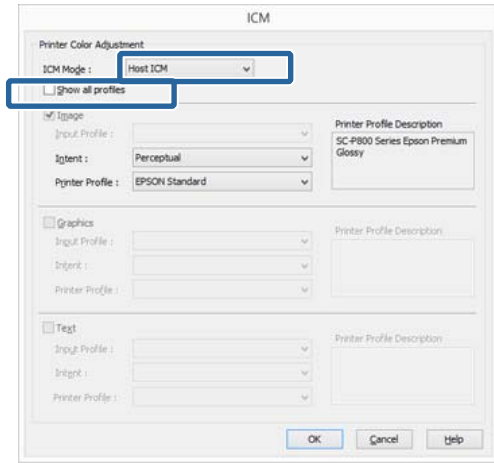 ICM
Printer Color Adjustment
ICM Mode : Host ICM
Show all profiles
Image
Input Profile :
Intent : Perceptual
Printer Profile : EPSON Standard
Printer Profile Description
SC-P800 Series Epson Premium
Glossy
Graphics
Input Profile :
Intent :
Printer Profile :
Printer Profile Description
Text
Input Profile :
Intent :
Printer Profile :
Printer Profile Description
OK Cancel Help